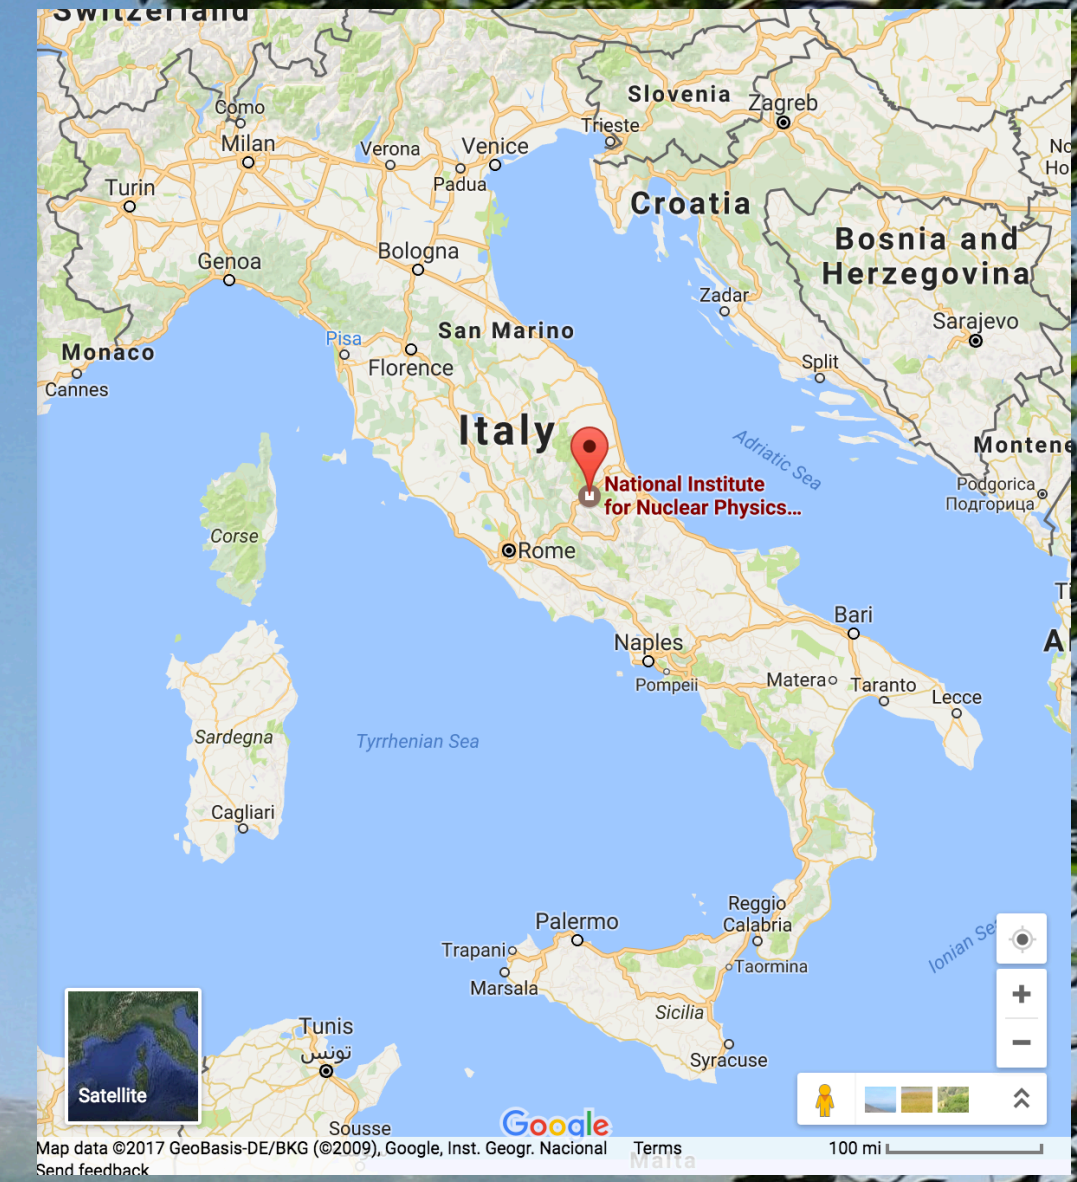 Switzerland
Como
Milan
Verona
Venice
Padua
Turin
Trieste
Slovenia
Zagreb
Croatia
Bosnia and
Herzegovina
Genoa
Bologna
Zadar
Sarajevo
Pisa
San Marino
Florence
Monaco
Cannes
Split
Italy
Adriatic Sea
Montene
National Institute
for Nuclear Physics...
Podgorica
Подгорица
Corse
Rome
Bari
Naples
Pompeii
Matera
Taranto
Lecce
Sardegna
Tyrrhenian Sea
Cagliari
Reggio
Calabria
Palermo
Trapani
Marsala
Taormina
Ionian Sea
Sicilia
Syracuse
Tunis
تونس
Satellite
Sousse
Google
Malta
Map data ©2017 GeoBasis-DE/BKG (©2009), Google, Inst. Geogr. Nacional Terms 100 mi
Send feedback